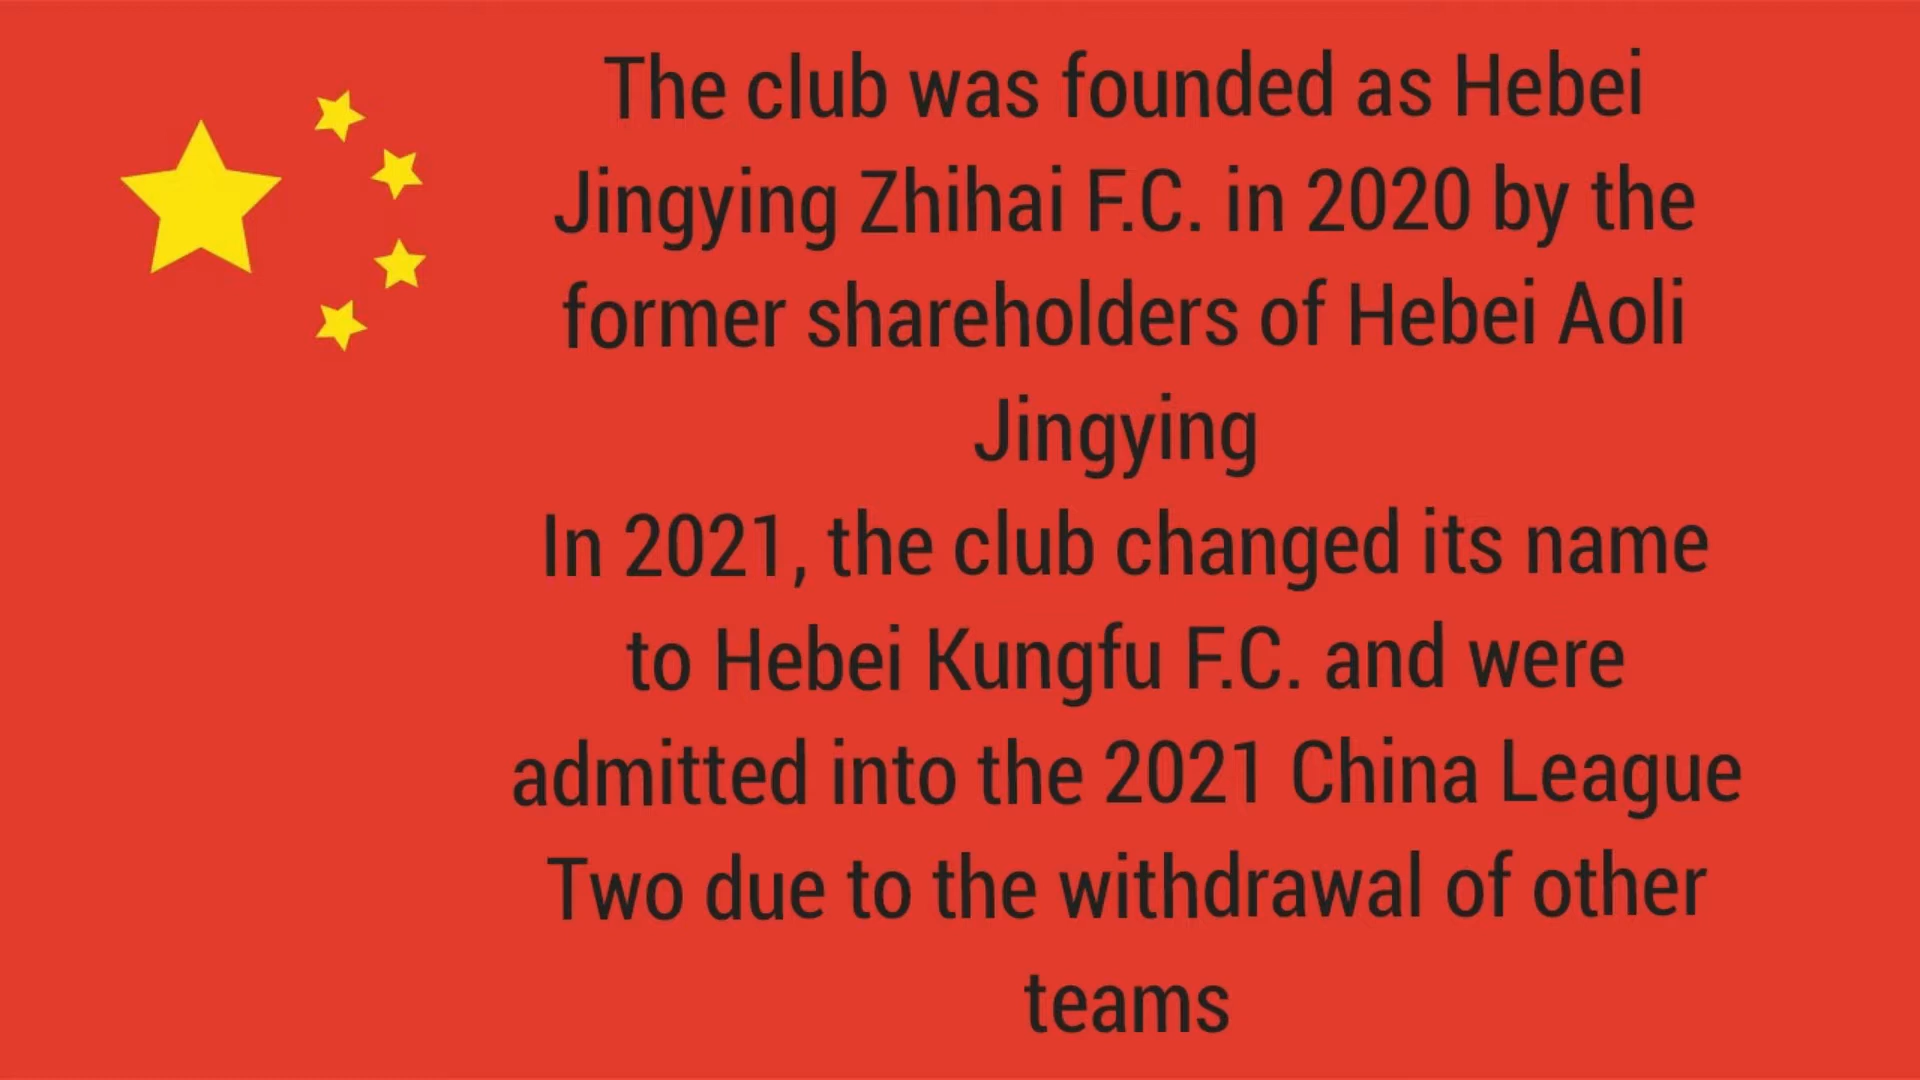 The club was founded as Hebei
Jingying Zhihai F.C. in 2020 by the
former shareholders of Hebei Aoli
Jingying
In 2021, the club changed its name
to Hebei Kungfu F.C. and were
admitted into the 2021 China League
Two due to the withdrawal of other
teams